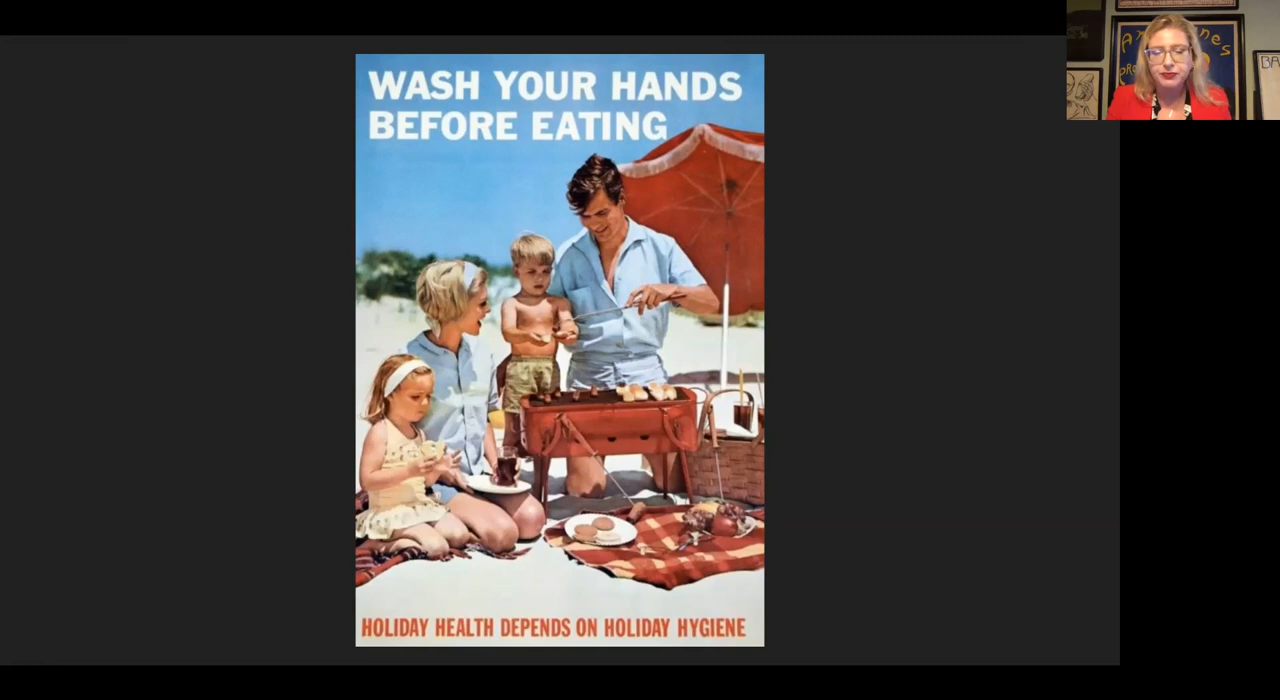 WASH YOUR HANDS
BEFORE EATING
HOLIDAY HEALTH DEPENDS ON HOLIDAY HYGIENE